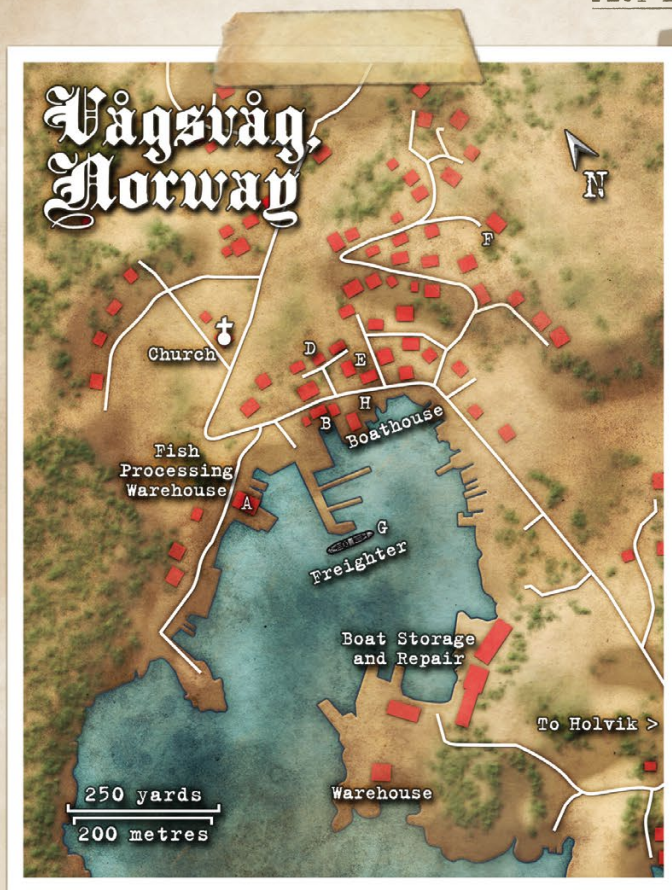 Vågsvåg,
Norway
N
F
Church
D
E
H
B
Boathouse
Fish
Processing
Warehouse
A
G
Freighter
Boat Storage
and Repair
To Holvik >
Warehouse
250 yards
200 metres